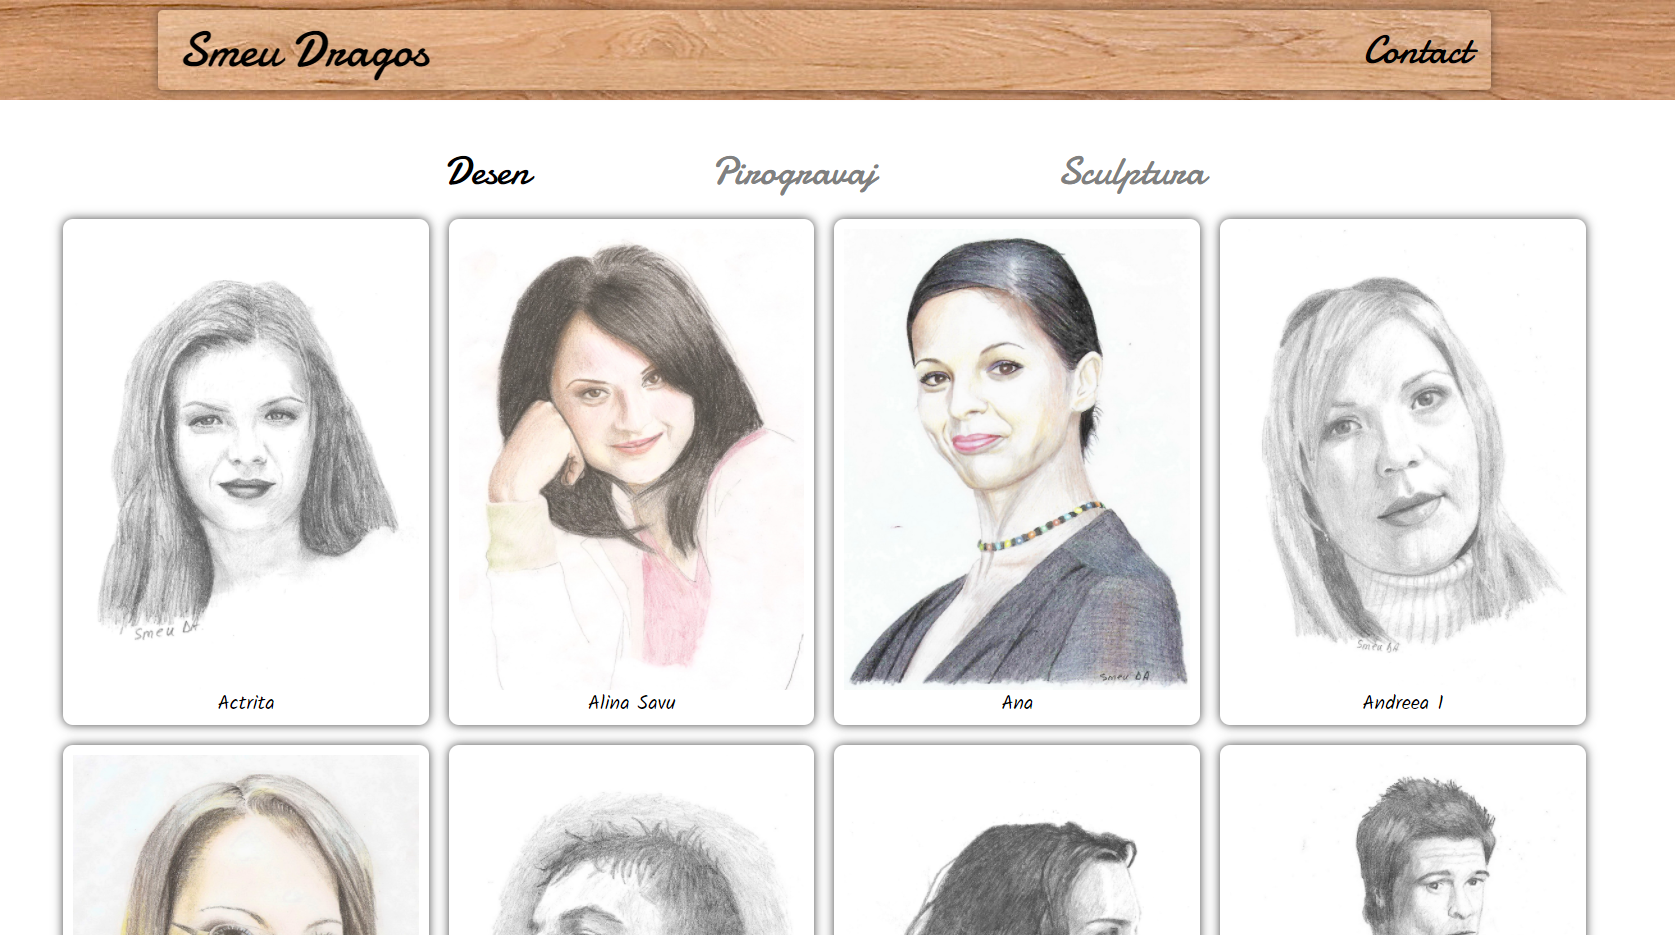 Smeu Dragos
Contact
Desen
Pirogravaj
Sculptura
Smeu DA
Smeu DA
Smeu DA
Actrita
Alina Savu
Ana
Andreea I